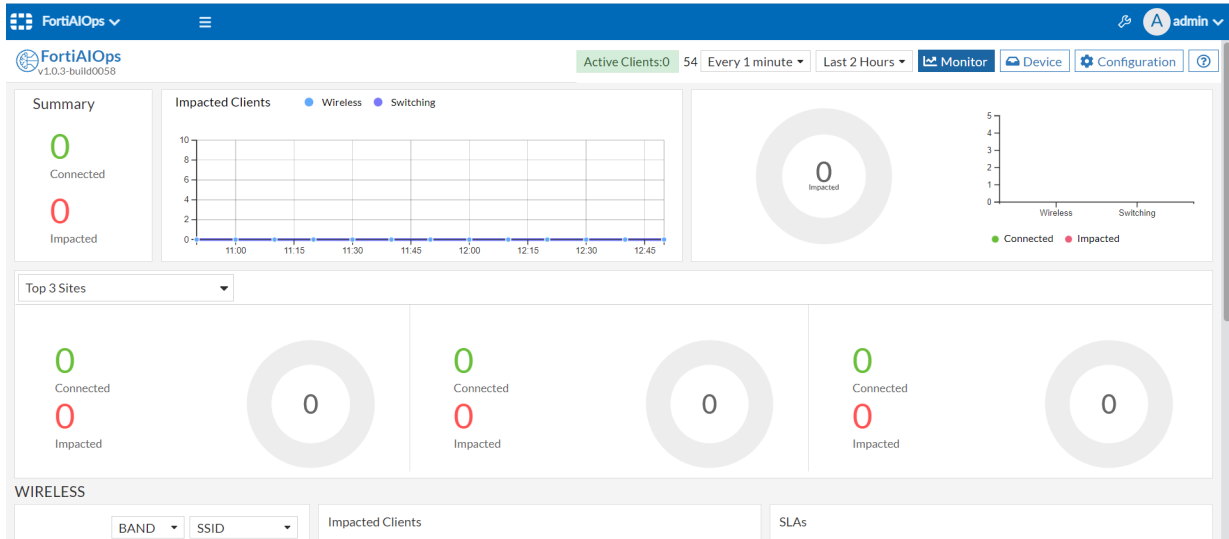 FortiAIOps
A admin
FortiAIOps
v1.0.3-build0058
Active Clients:0 54 Every 1 minute Last 2 Hours Monitor Device Configuration ?
Summary
0
Connected
0
Impacted
Impacted Clients Wireless Switching
10
8
6
4
2
0
11:00 11:15 11:30 11:45 12:00 12:15 12:30 12:45
0
Impacted
5
4
3
2
1
0
Wireless Switching
Connected Impacted
Top 3 Sites
0
Connected
0
Impacted
0
0
Connected
0
Impacted
0
0
Connected
0
Impacted
0
WIRELESS
BAND SSID
Impacted Clients
SLAs